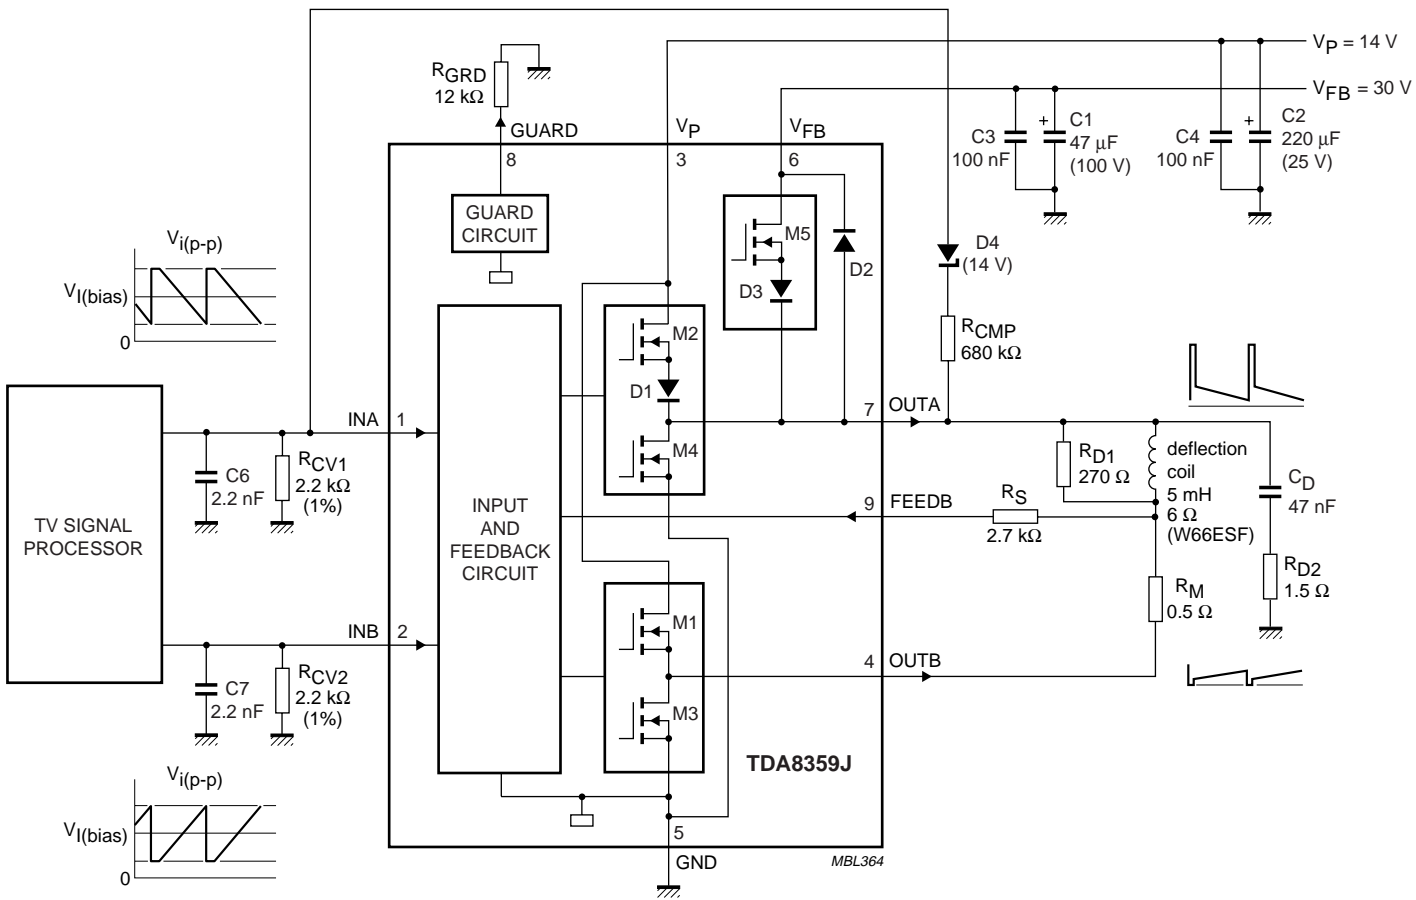 VP = 14 V
VFB = 30 V
RGRD
12 kΩ
GUARD
VP
VFB
8
3
6
C3
100 nF
+
C1
47 μF
(100 V)
C4
100 nF
+
C2
220 μF
(25 V)
GUARD
CIRCUIT
M5
D3
D2
D4
(14 V)
Vi(p-p)
VI(bias)
0
M2
D1
M4
RCMP
680 kΩ
INA
1
7
OUTA
C6
2.2 nF
RCV1
2.2 kΩ
(1%)
TV SIGNAL
PROCESSOR
INPUT
AND
FEEDBACK
CIRCUIT
9
FEEDB
RS
2.7 kΩ
RD1
270 Ω
deflection
coil
5 mH
6 Ω
(W66ESF)
CD
47 nF
RM
0.5 Ω
RD2
1.5 Ω
INB
2
M1
M3
4
OUTB
C7
2.2 nF
RCV2
2.2 kΩ
(1%)
TDA8359J
Vi(p-p)
VI(bias)
0
5
GND
MBL364